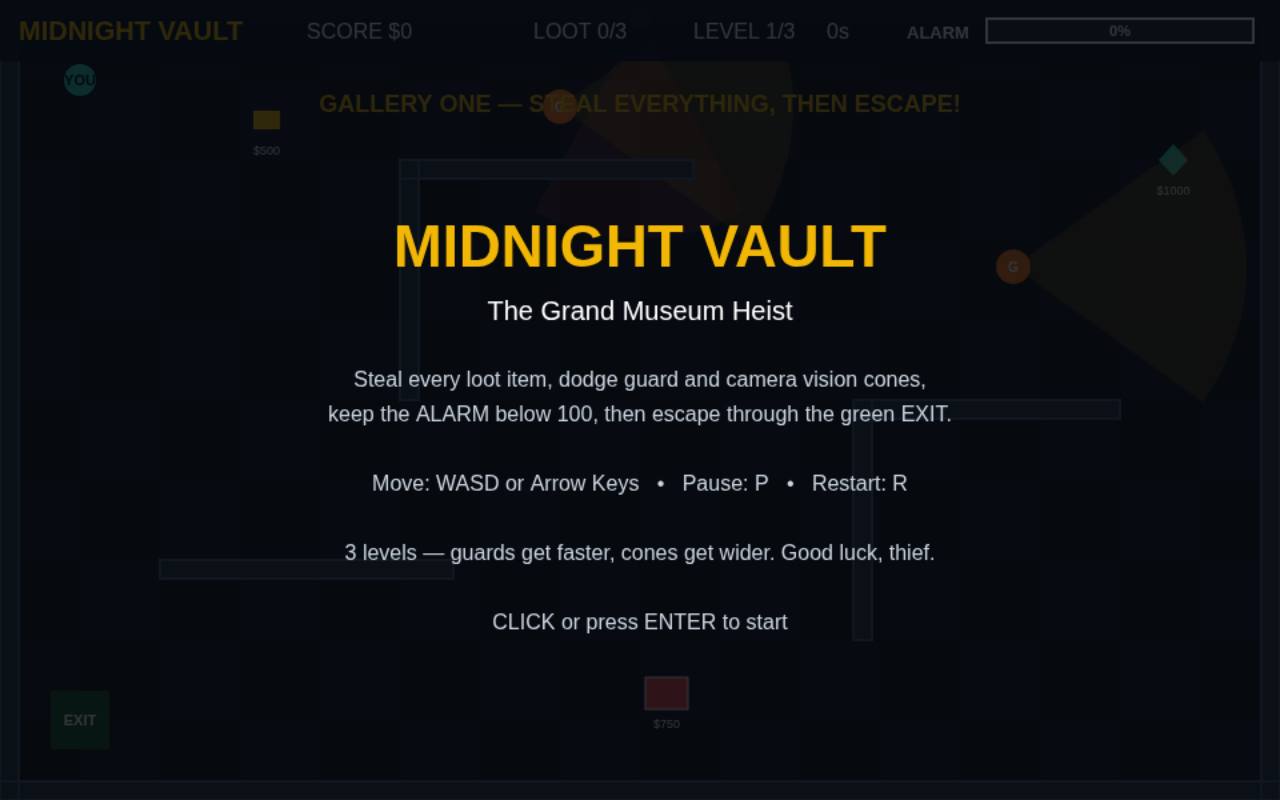 MIDNIGHT VAULT SCORE $0 LOOT 0/3 LEVEL 1/3 0s ALARM 0%
YOU
GALLERY ONE — STEAL EVERYTHING, THEN ESCAPE!
$500
$1000
MIDNIGHT VAULT
G
The Grand Museum Heist
Steal every loot item, dodge guard and camera vision cones,
keep the ALARM below 100, then escape through the green EXIT.
Move: WASD or Arrow Keys • Pause: P • Restart: R
3 levels — guards get faster, cones get wider. Good luck, thief.
CLICK or press ENTER to start
EXIT
$750